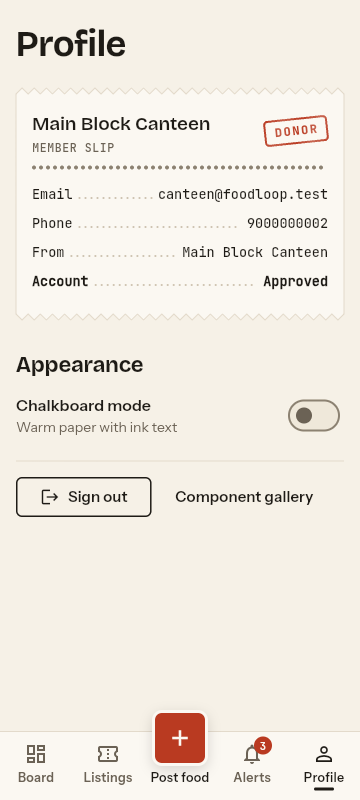 Profile
Main Block Canteen
DONOR
MEMBER SLIP
Email canteen@foodloop.test
Phone 9000000002
From Main Block Canteen
Account Approved
Appearance
Chalkboard mode
Warm paper with ink text
Sign out Component gallery
3
Board Listings Post food Alerts Profile